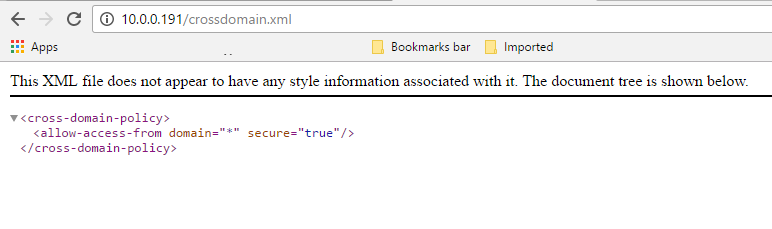 10.0.0.191/crossdomain.xml
Apps Bookmarks bar Imported
This XML file does not appear to have any style information associated with it. The document tree is shown below.
<cross-domain-policy>
<allow-access-from domain="*" secure="true"/>
</cross-domain-policy>